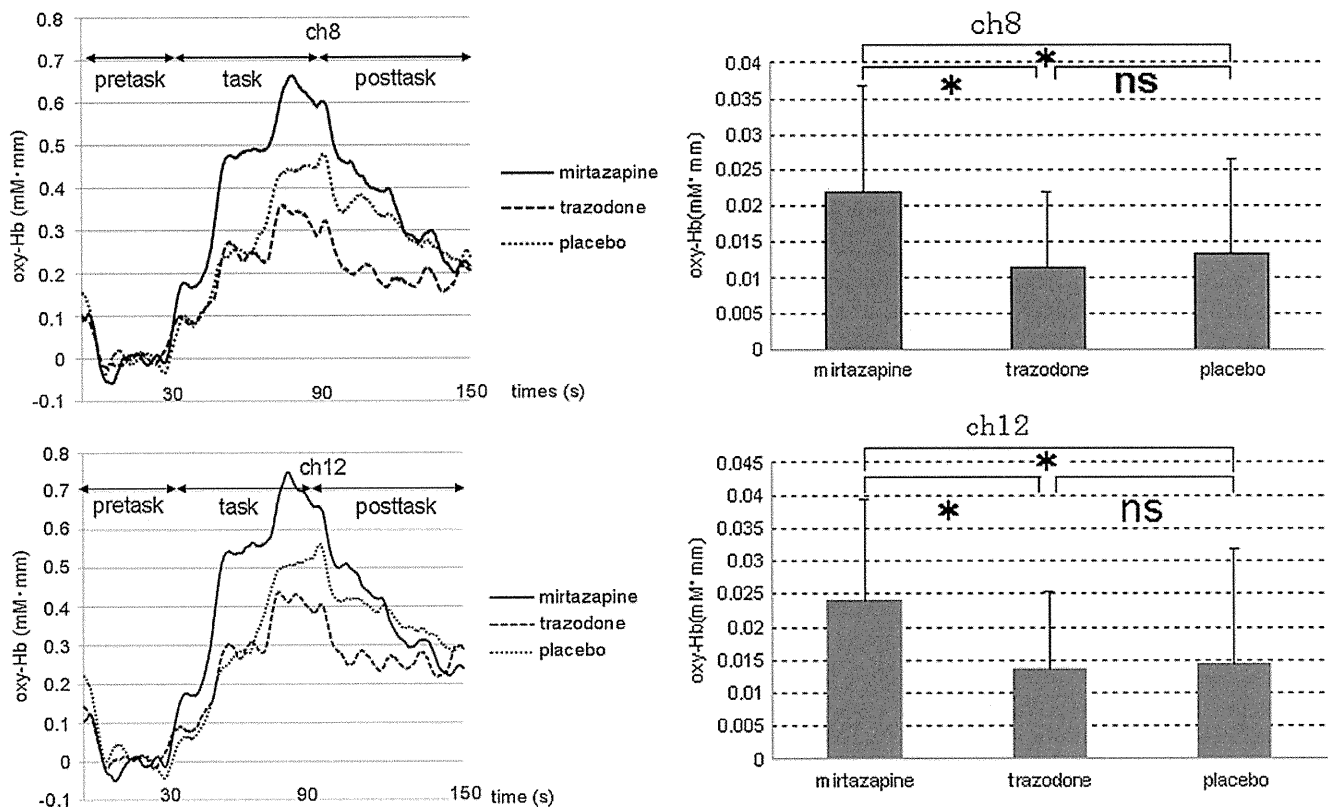 ch8
0.8
0.7
pretask task posttask
0.6
0.5
0.4
0.3
0.2
0.1
0
-0.1
oxy-Hb (mM·mm)
30 90 150 times (s)
mirtazapine
trazodone
placebo
ch8
*
* ns
0.04
0.035
0.03
0.025
0.02
0.015
0.01
0.005
0
oxy-Hb(mM*mm)
mirtazapine trazodone placebo
ch12
0.8
0.7
pretask task posttask
0.6
0.5
0.4
0.3
0.2
0.1
0
-0.1
oxy-Hb (mM·mm)
30 90 150 time (s)
mirtazapine
trazodone
placebo
ch12
*
* ns
0.045
0.04
0.035
0.03
0.025
0.02
0.015
0.01
0.005
0
oxy-Hb(mM*mm)
mirtazapine trazodone placebo